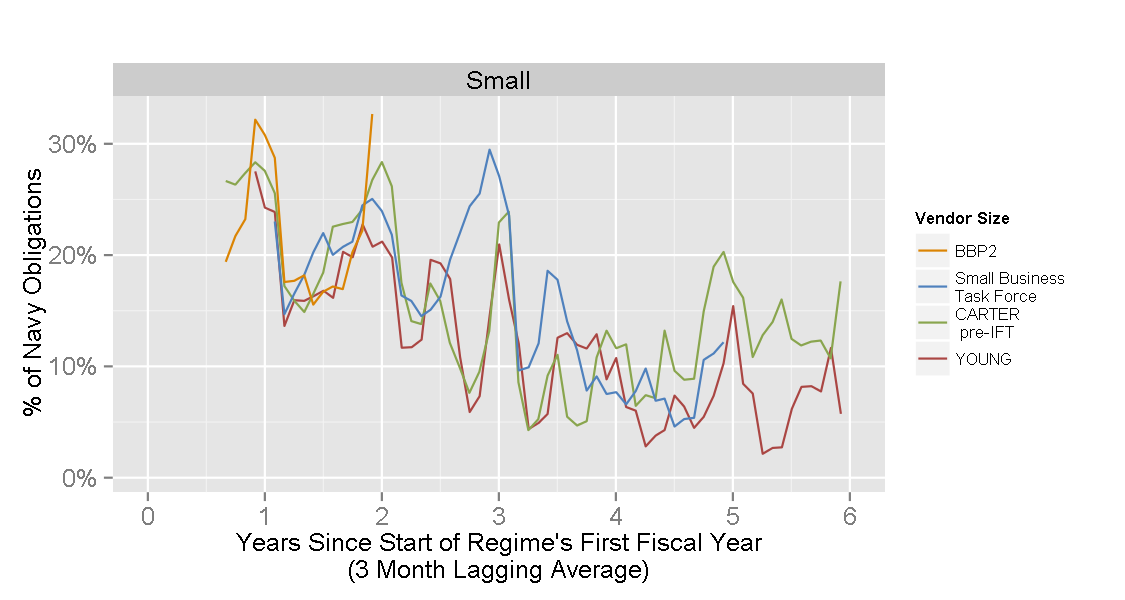 Small
% of Navy Obligations
30%
20%
10%
0%
0 1 2 3 4 5 6
Years Since Start of Regime's First Fiscal Year
(3 Month Lagging Average)
Vendor Size
BBP2
Small Business
Task Force
CARTER
pre-IFT
YOUNG